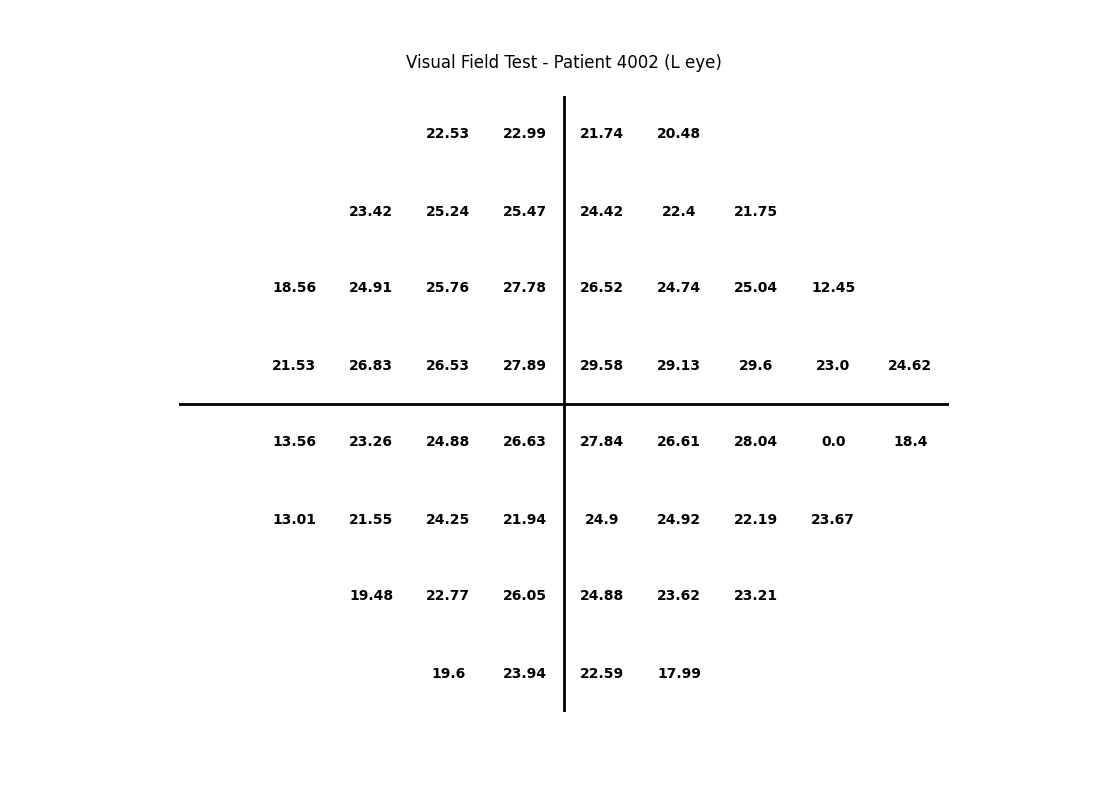 Visual Field Test - Patient 4002 (L eye)
22.53 22.99 21.74 20.48
23.42 25.24 25.47 24.42 22.4 21.75
18.56 24.91 25.76 27.78 26.52 24.74 25.04 12.45
21.53 26.83 26.53 27.89 29.58 29.13 29.6 23.0 24.62
13.56 23.26 24.88 26.63 27.84 26.61 28.04 0.0 18.4
13.01 21.55 24.25 21.94 24.9 24.92 22.19 23.67
19.48 22.77 26.05 24.88 23.62 23.21
19.6 23.94 22.59 17.99